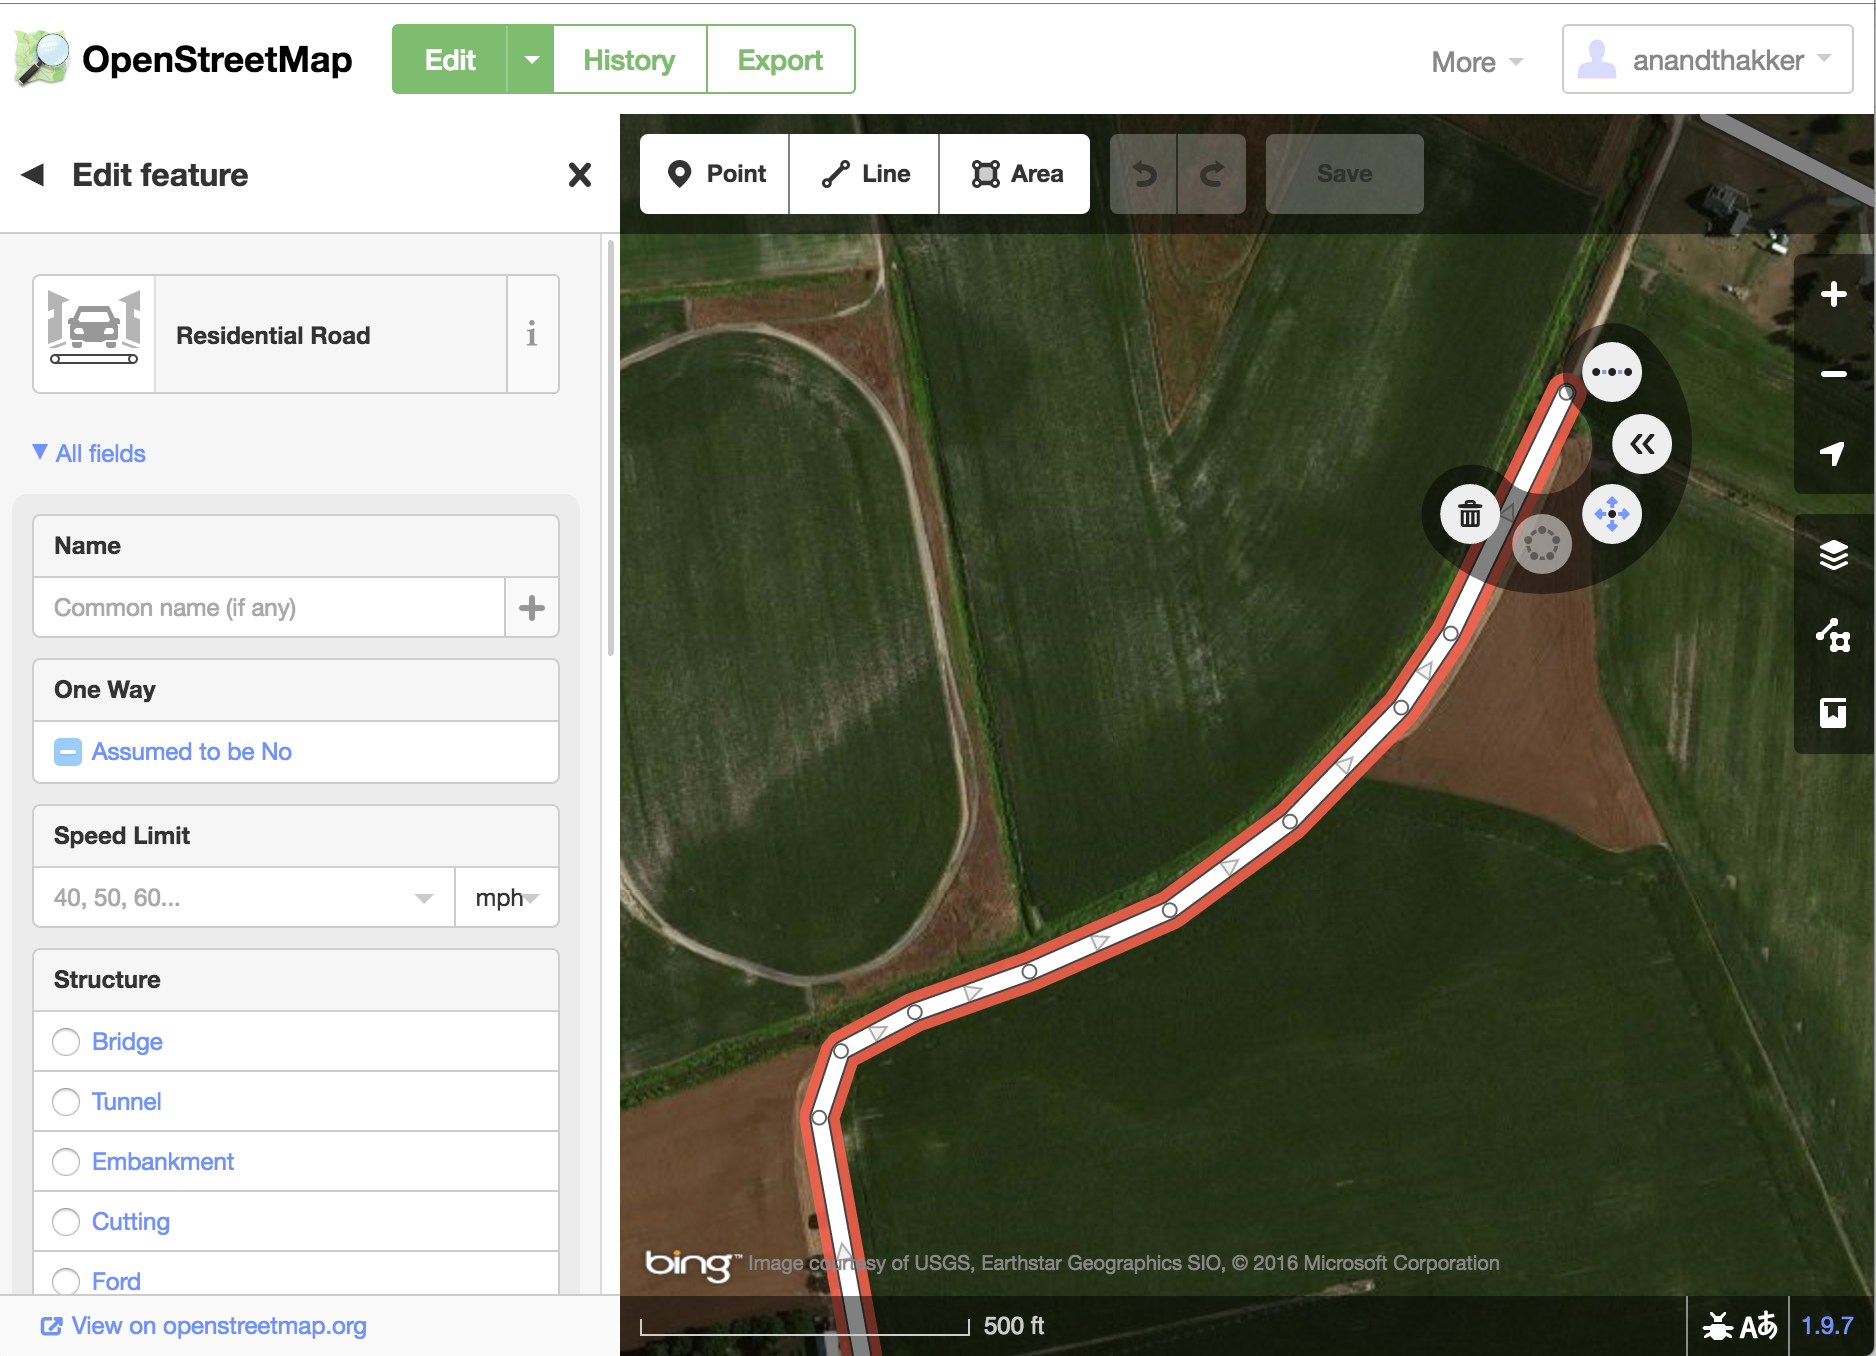 OpenStreetMap
Edit
History
Export
More
anandthakker
Edit feature
Point
Line
Area
Save
Residential Road
i
All fields
Name
Common name (if any)
One Way
Assumed to be No
Speed Limit
40, 50, 60...
mph
Structure
Bridge
Tunnel
Embankment
Cutting
Ford
View on openstreetmap.org
bing™ Image courtesy of USGS, Earthstar Geographics SIO, © 2016 Microsoft Corporation
500 ft
Aあ
1.9.7